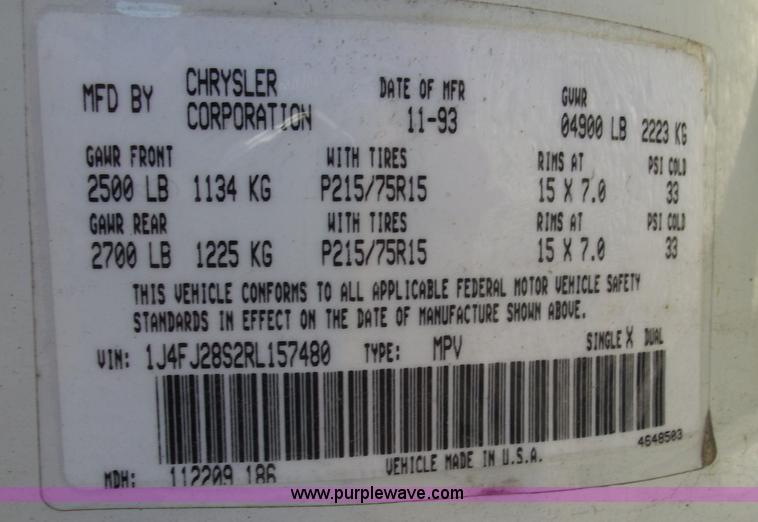 MFD BY CHRYSLER CORPORATION DATE OF MFR 11-93 GVWR 04900 LB 2223 KG
GAWR FRONT WITH TIRES RIMS AT PSI COLD
2500 LB 1134 KG P215/75R15 15 X 7.0 33
GAWR REAR WITH TIRES RIMS AT PSI COLD
2700 LB 1225 KG P215/75R15 15 X 7.0 33
THIS VEHICLE CONFORMS TO ALL APPLICABLE FEDERAL MOTOR VEHICLE SAFETY
STANDARDS IN EFFECT ON THE DATE OF MANUFACTURE SHOWN ABOVE.
VIN: 1J4FJ28S2RL157480 TYPE: MPV SINGLE X DUAL
4648503
MDH: 112209 186 VEHICLE MADE IN U.S.A.
www.purplewave.com